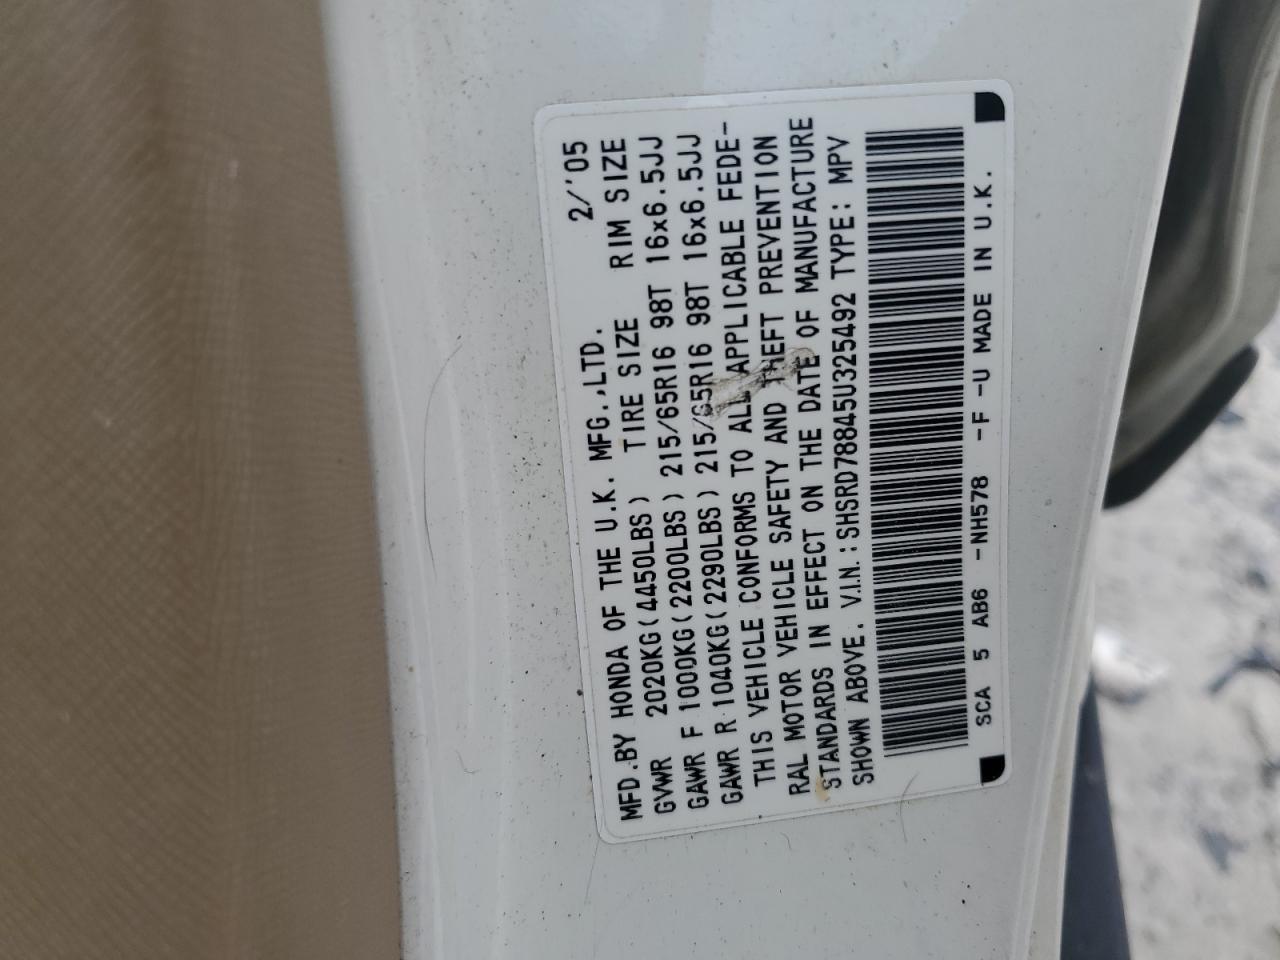 MFD.BY HONDA OF THE U.K. MFG.,LTD. 2/'05
GVWR 2020KG(4450LBS) TIRE SIZE RIM SIZE
GAWR F 1000KG(2200LBS) 215/65R16 98T 16x6.5JJ
GAWR R 1040KG(2290LBS) 215/65R16 98T 16x6.5JJ
THIS VEHICLE CONFORMS TO ALL APPLICABLE FEDE-
RAL MOTOR VEHICLE SAFETY AND THEFT PREVENTION
STANDARDS IN EFFECT ON THE DATE OF MANUFACTURE
SHOWN ABOVE. V.I.N.:SHSRD78845U325492 TYPE: MPV
SCA 5 AB6 -NH578 -F -U MADE IN U.K.